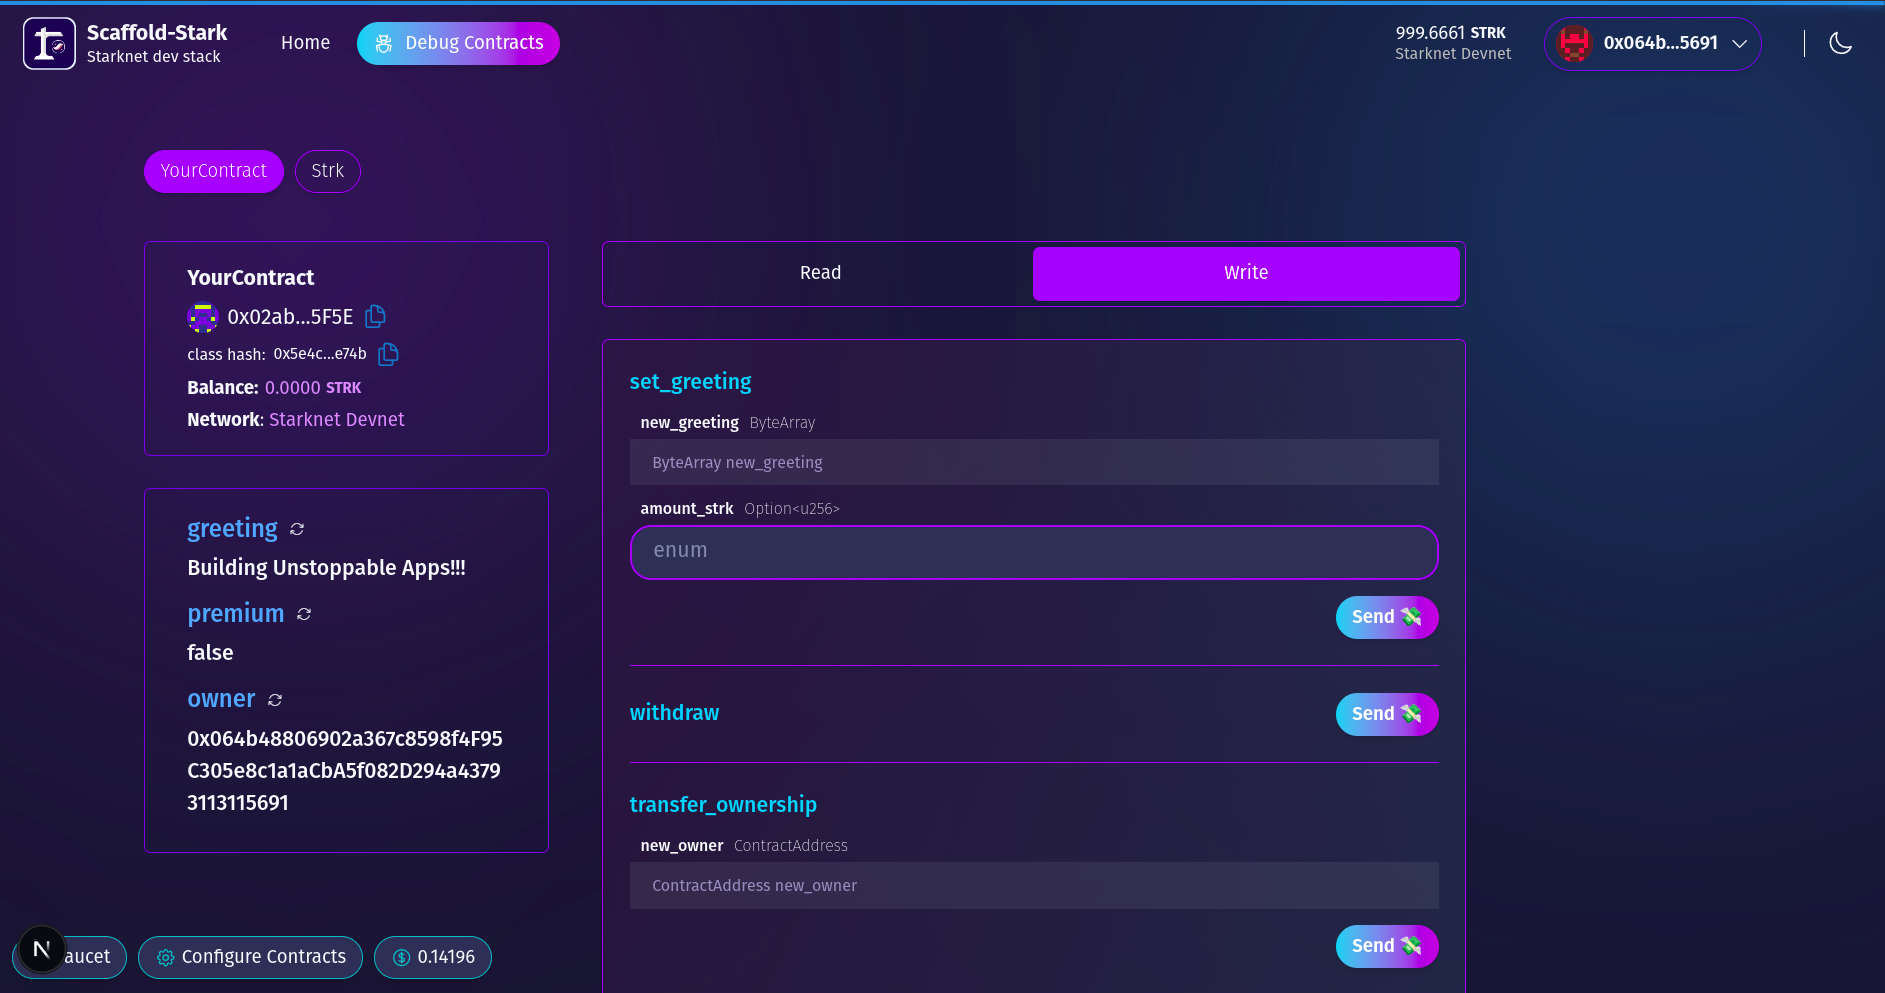 Scaffold-Stark
Starknet dev stack
Home
Debug Contracts
999.6661 STRK
Starknet Devnet
0x064b...5691
YourContract
Strk
YourContract
0x02ab...5F5E
class hash: 0x5e4c...e74b
Balance: 0.0000 STRK
Network: Starknet Devnet
greeting
Building Unstoppable Apps!!!
premium
false
owner
0x064b48806902a367c8598f4F95
C305e8c1a1aCbA5f082D294a4379
3113115691
Read
Write
set_greeting
new_greeting ByteArray
ByteArray new_greeting
amount_strk Option<u256>
enum
Send
withdraw
Send
transfer_ownership
new_owner ContractAddress
ContractAddress new_owner
Send
N
aucet
Configure Contracts
0.14196